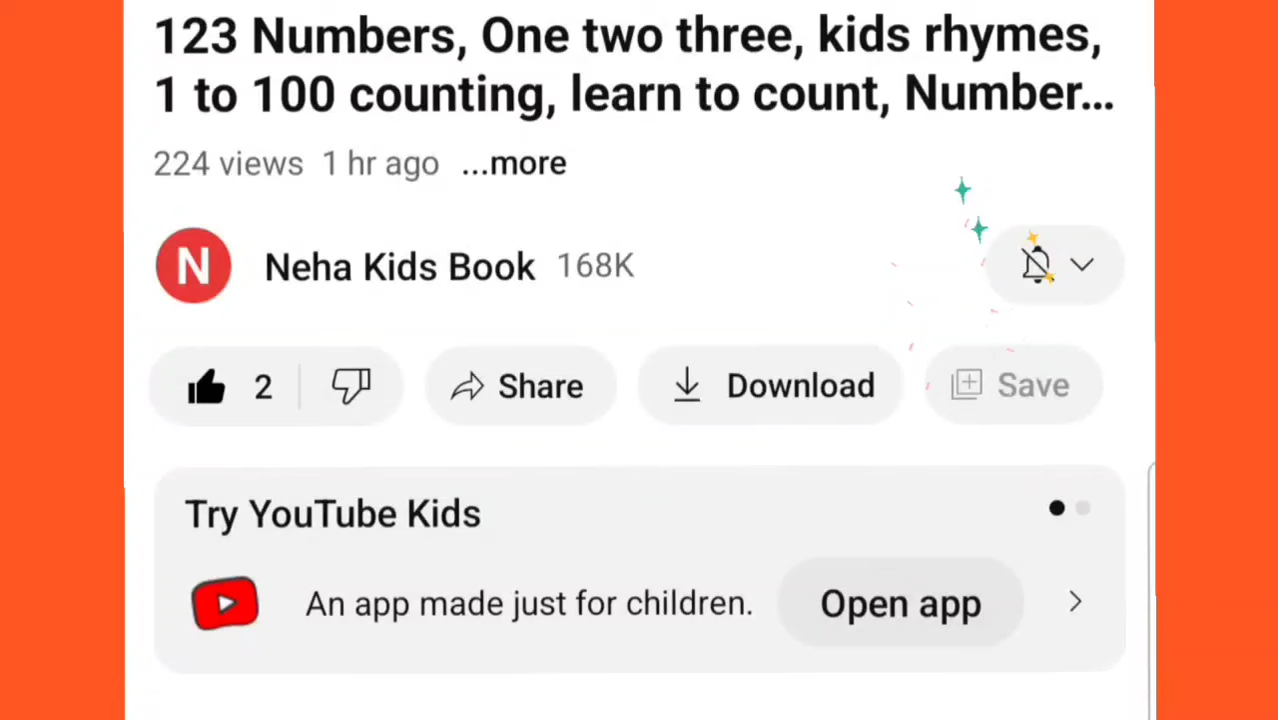 123 Numbers, One two three, kids rhymes,
1 to 100 counting, learn to count, Number...
224 views 1 hr ago ...more
N Neha Kids Book 168K
2 Share Download Save
Try YouTube Kids
An app made just for children. Open app